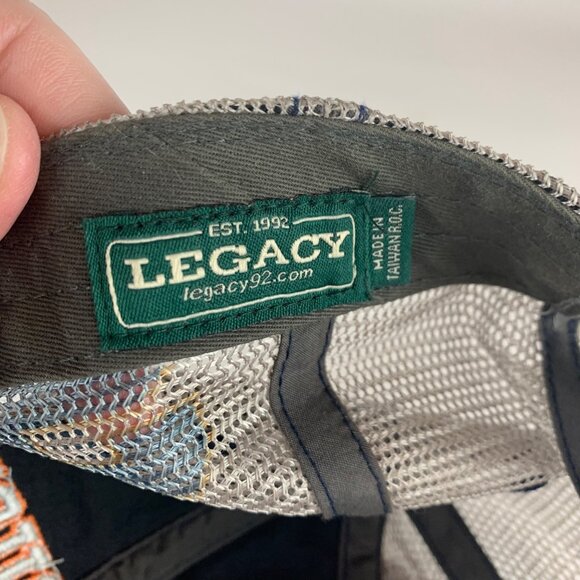 EST. 1992
LEGACY
legacy92.com
MADE IN
TAIWAN R.O.C.